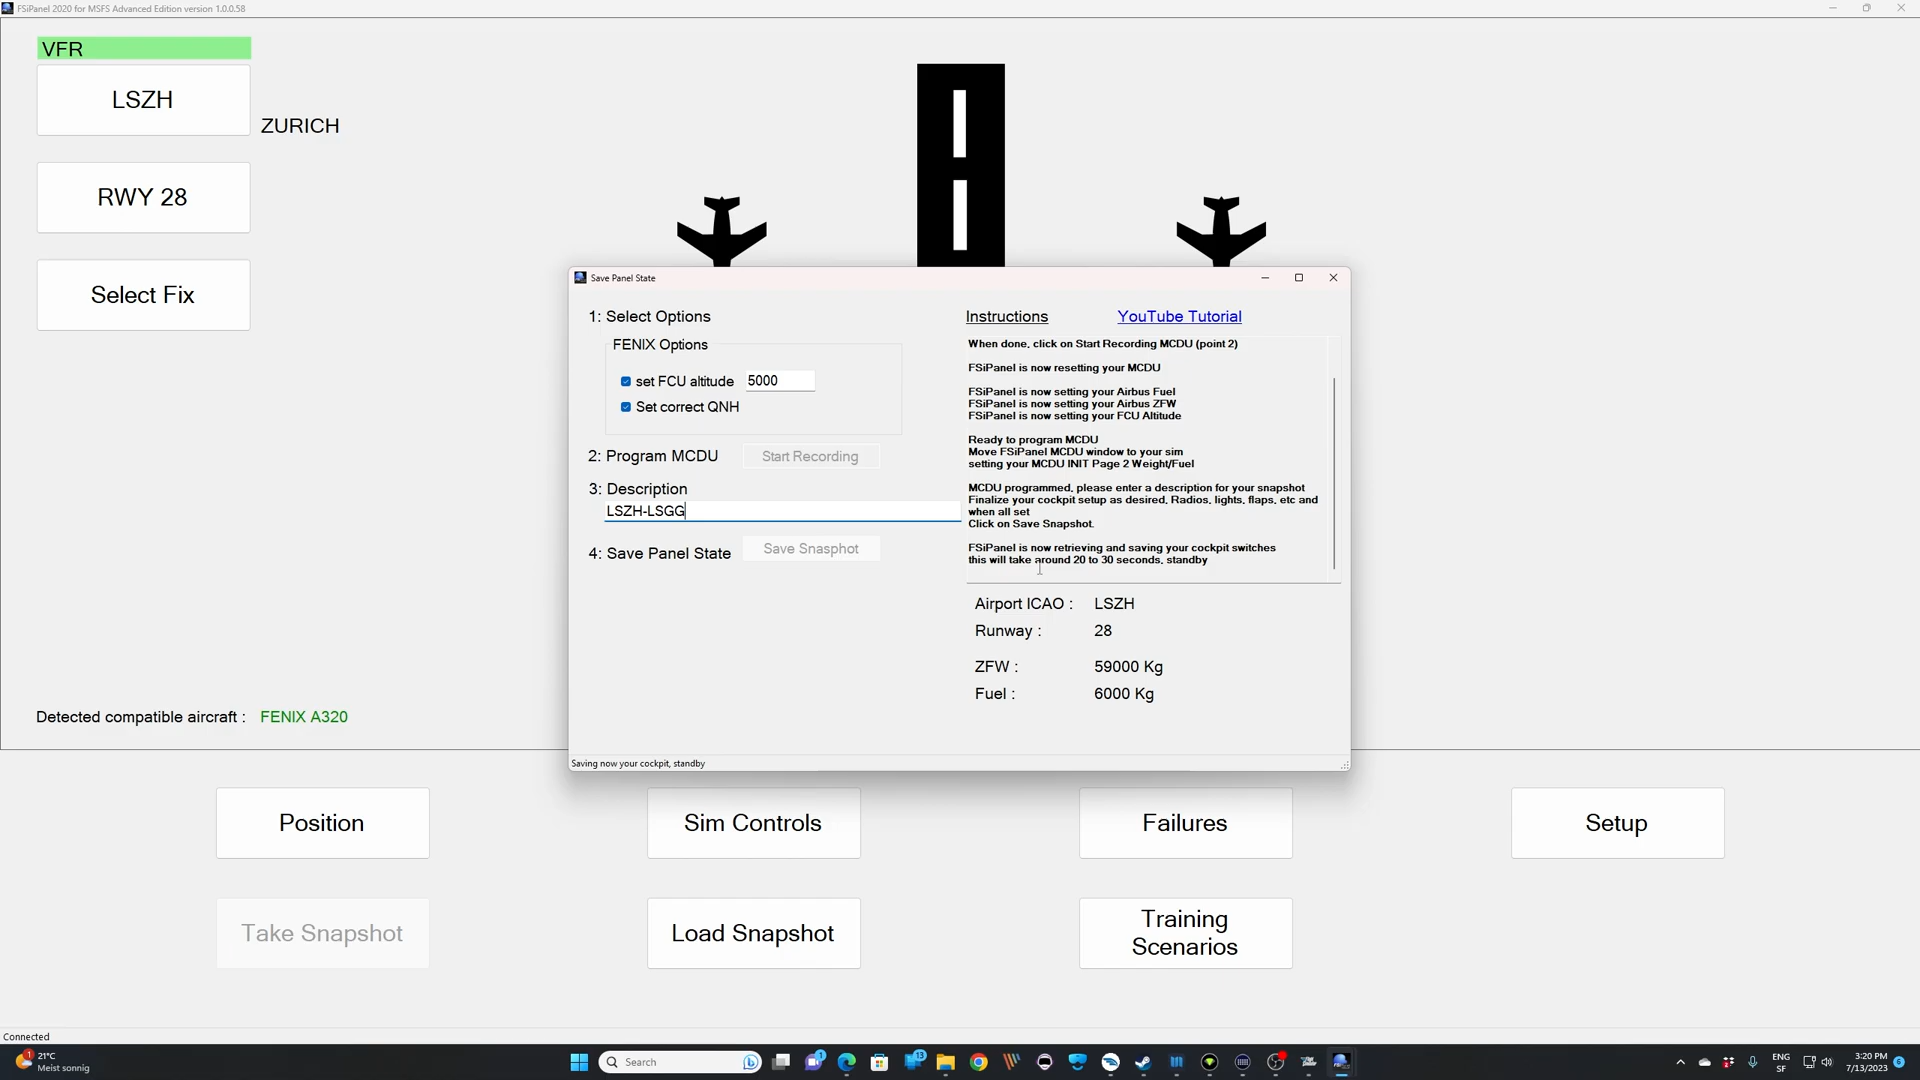 FSiPanel 2020 for MSFS Advanced Edition version 1.0.0.58
VFR
LSZH
ZURICH
RWY 28
Select Fix
Detected compatible aircraft : FENIX A320
Save Panel State
1: Select Options
FENIX Options
set FCU altitude 5000
Set correct QNH
2: Program MCDU Start Recording
3: Description
LSZH-LSGG
4: Save Panel State Save Snasphot
Instructions YouTube Tutorial
When done, click on Start Recording MCDU (point 2)
FSiPanel is now resetting your MCDU
FSiPanel is now setting your Airbus Fuel
FSiPanel is now setting your Airbus ZFW
FSiPanel is now setting your FCU Altitude
Ready to program MCDU
Move FSiPanel MCDU window to your sim
setting your MCDU INIT Page 2 Weight/Fuel
MCDU programmed, please enter a description for your snapshot
Finalize your cockpit setup as desired, Radios, lights, flaps, etc and
when all set
Click on Save Snapshot.
FSiPanel is now retrieving and saving your cockpit switches
this will take around 20 to 30 seconds, standby
Airport ICAO : LSZH
Runway : 28
ZFW : 59000 Kg
Fuel : 6000 Kg
Saving now your cockpit, standby
Position
Sim Controls
Failures
Setup
Take Snapshot
Load Snapshot
Training
Scenarios
Connected
1
21°C
Meist sonnig
Search
1
13
ENG
SF
3:20 PM
7/13/2023
6